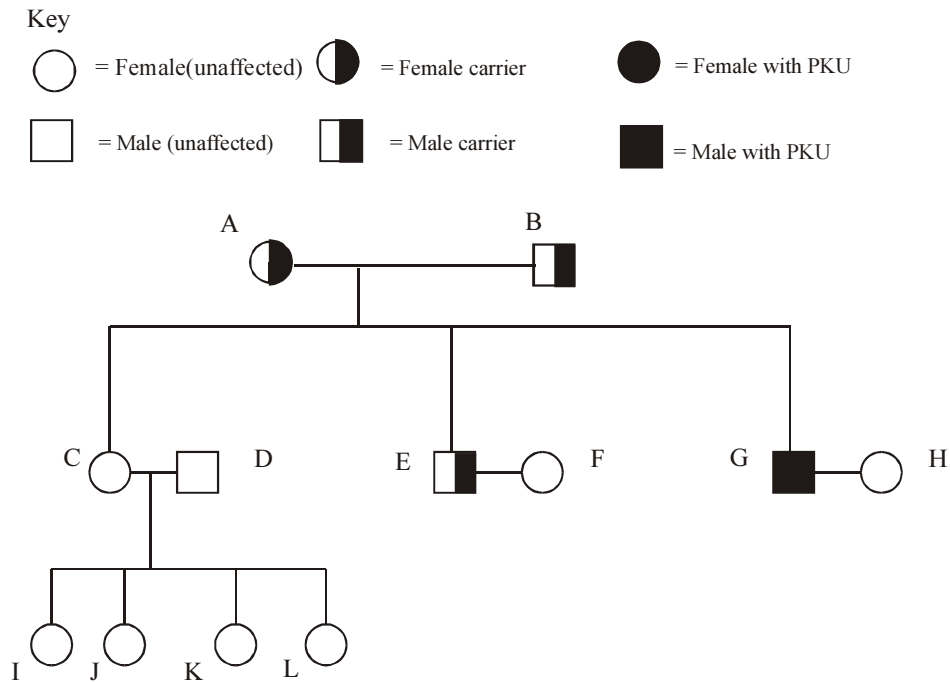 Key
= Female(unaffected) = Female carrier = Female with PKU
= Male (unaffected) = Male carrier = Male with PKU
A B
C D E F G H
I J K L